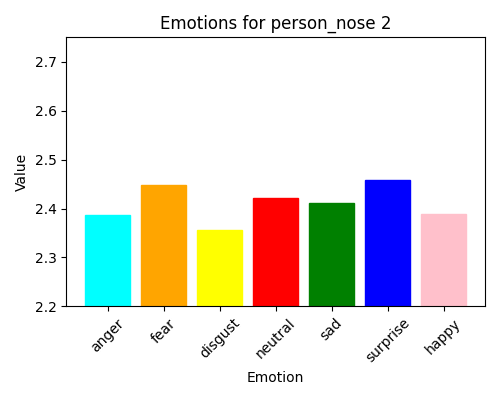 Emotions for person_nose 2
Value
2.7
2.6
2.5
2.4
2.3
2.2
anger
fear
disgust
neutral
sad
surprise
happy
Emotion